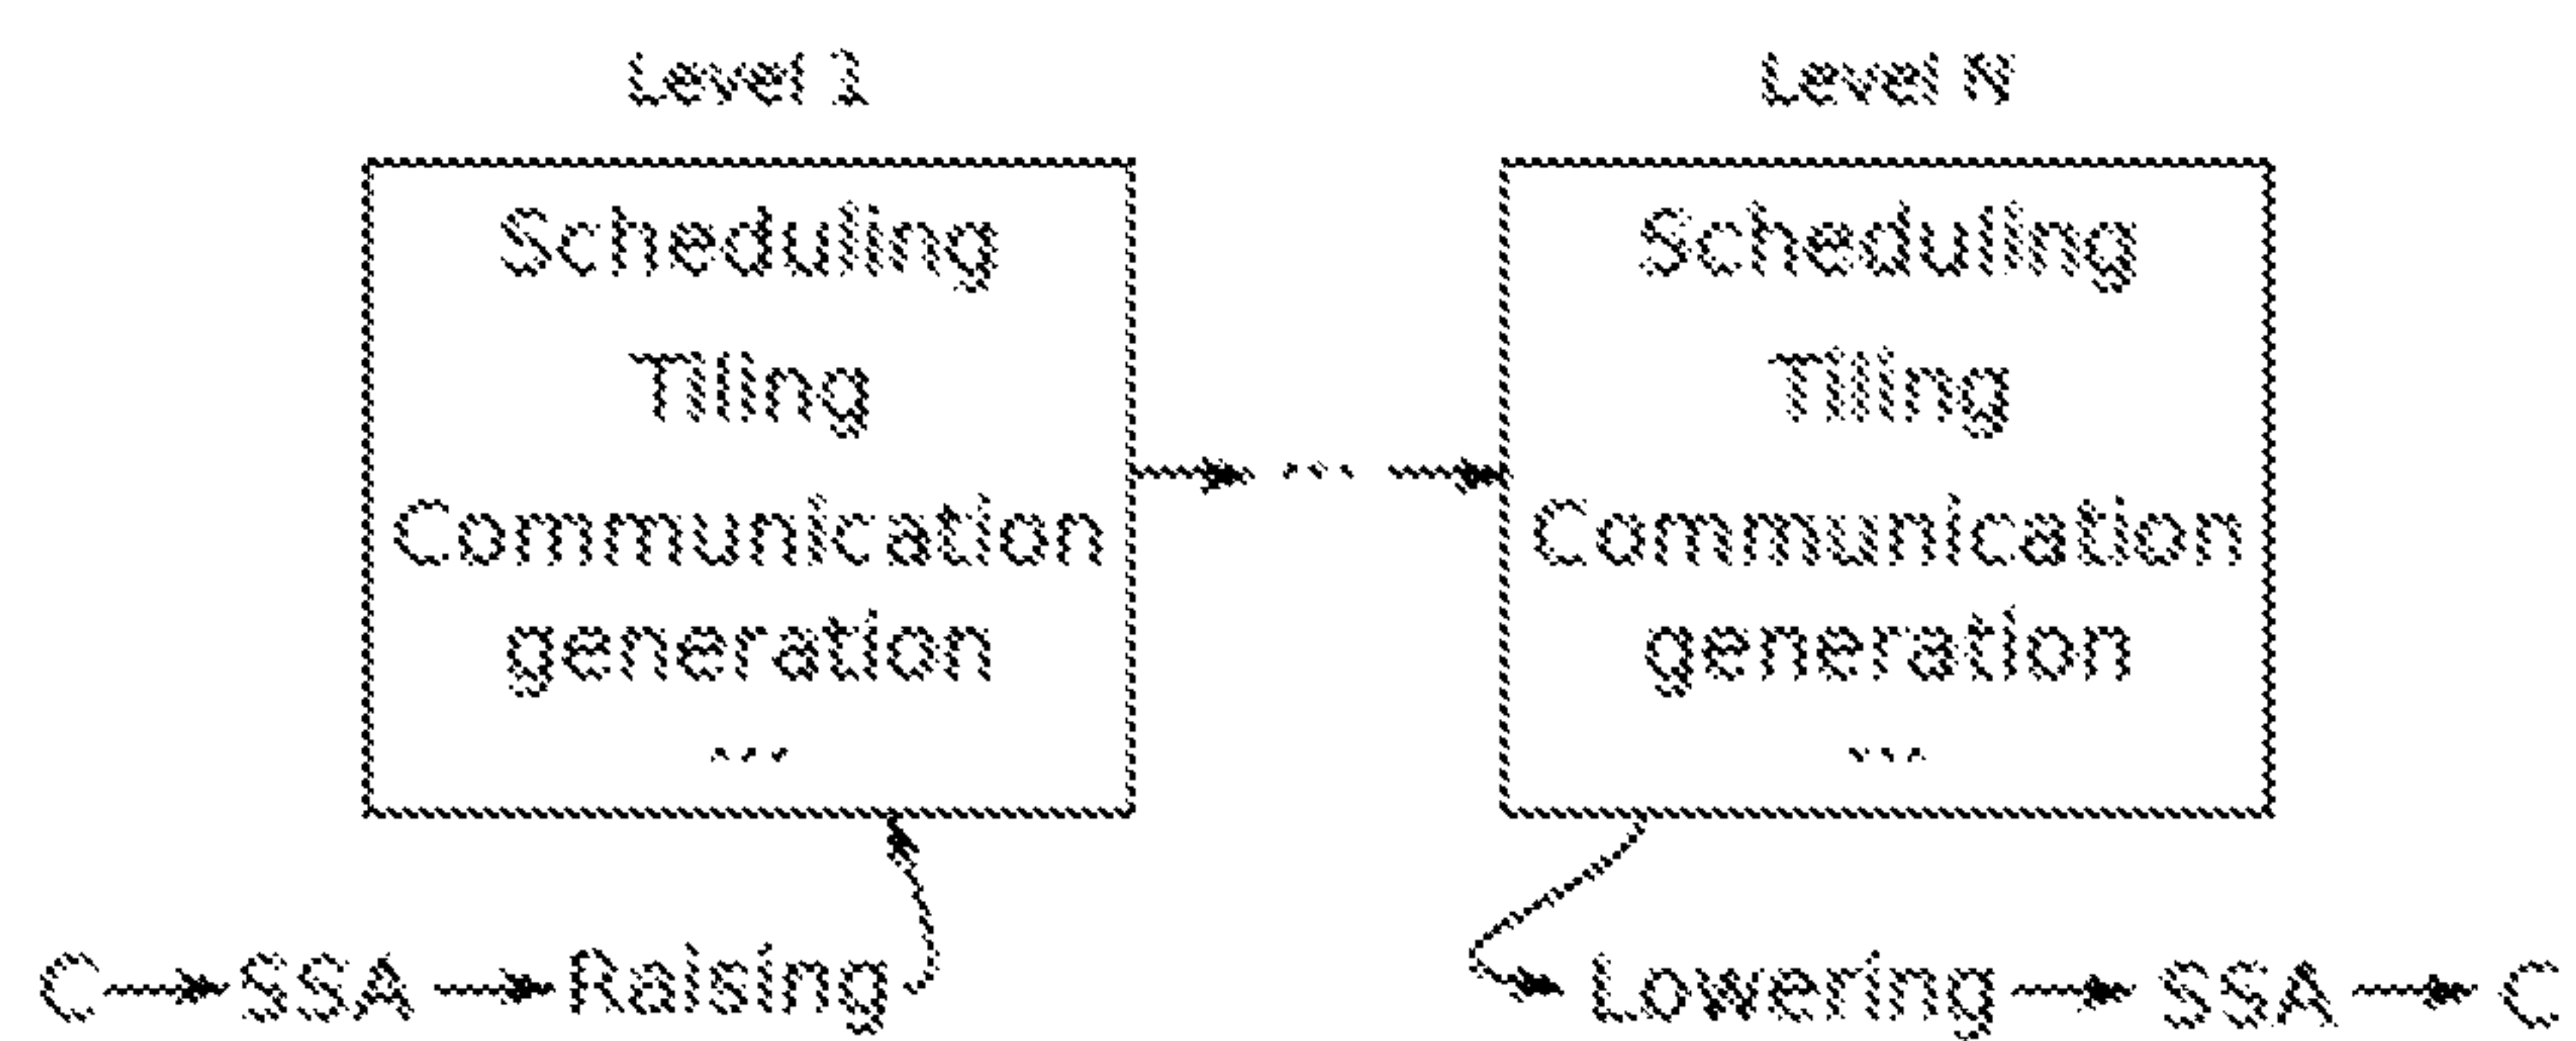 Level 1
Scheduling
Tiling
Communication
generation
...
...
Level N
Scheduling
Tiling
Communication
generation
...
C SSA Raising
Lowering SSA C